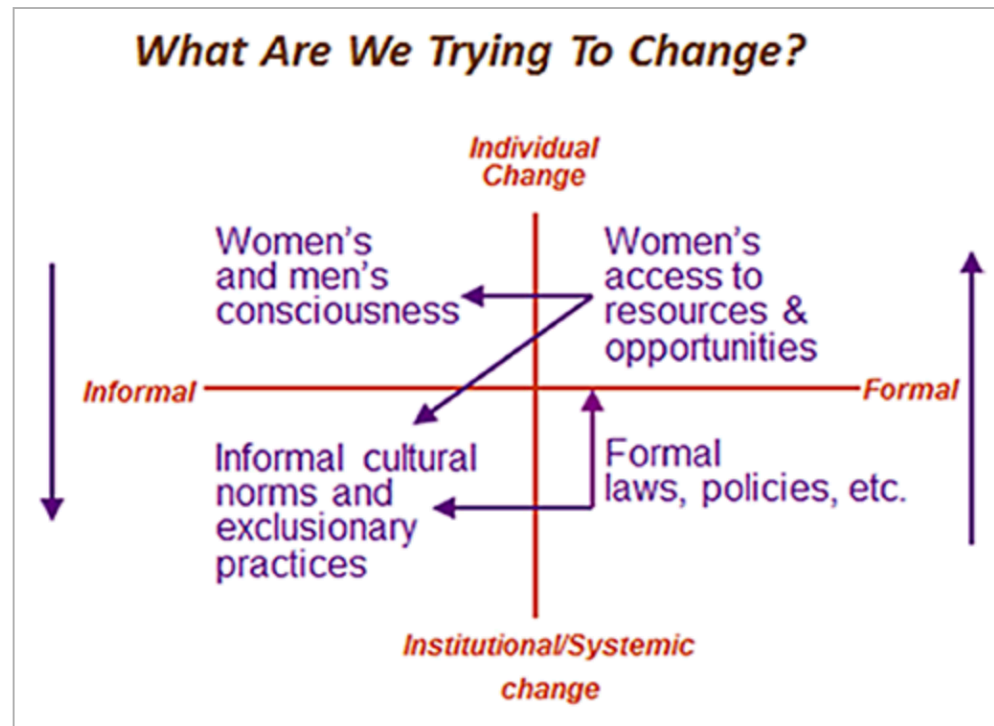 What Are We Trying To Change?
Individual
Change
Women's
and men's
consciousness
Women's
access to
resources &
opportunities
Informal
Formal
Informal cultural
norms and
exclusionary
practices
Formal
laws, policies, etc.
Institutional/Systemic
change